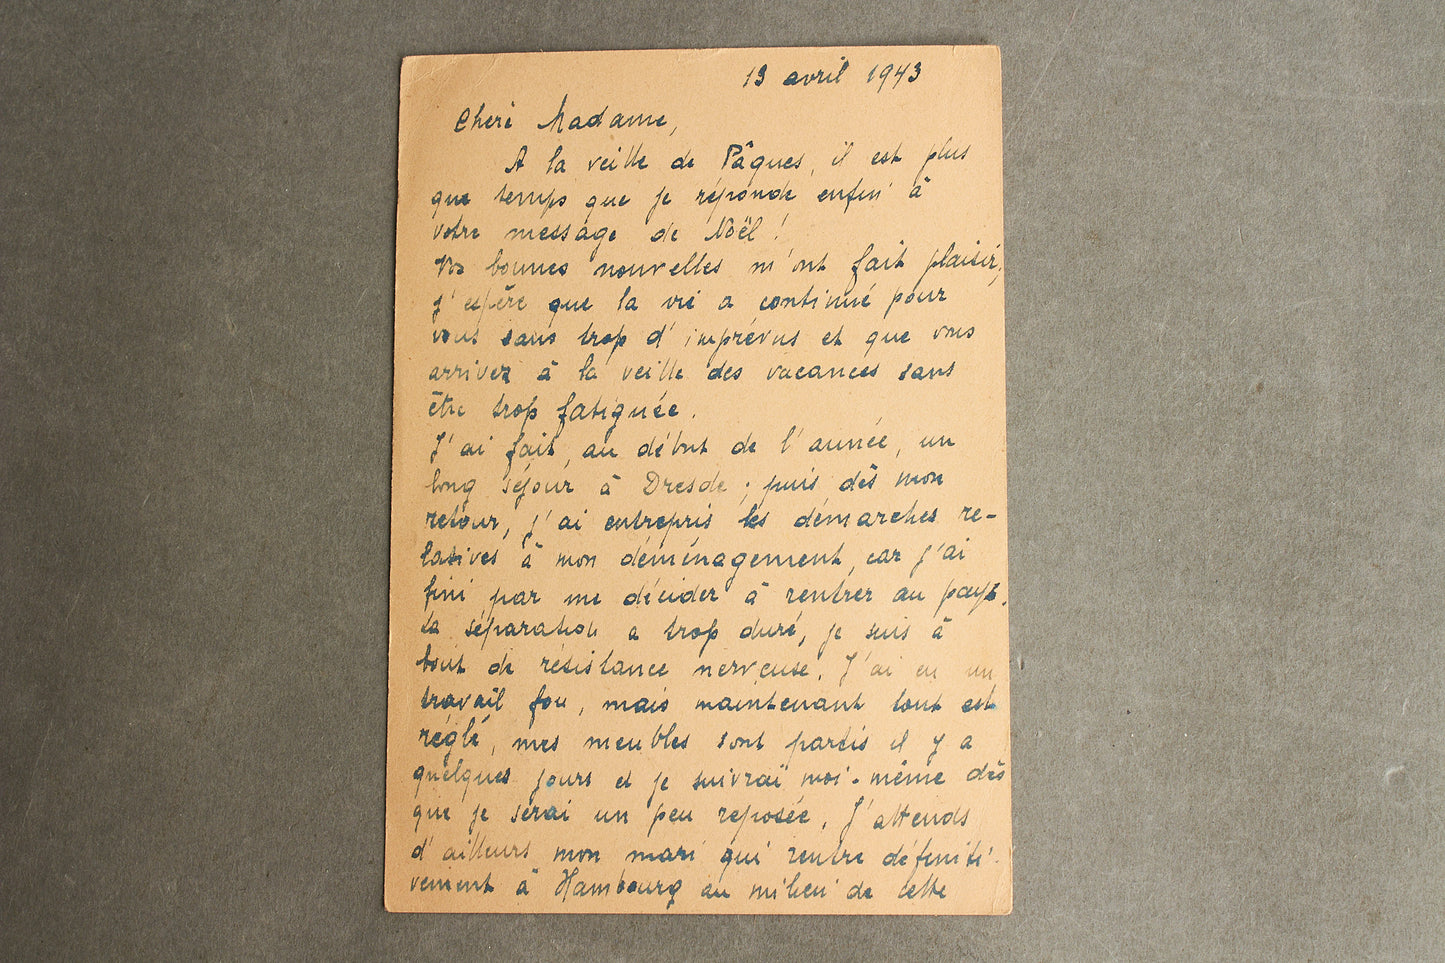 13 avril 1943
Cheré Madame,
A la veille de Pâques, il est plus
que temps que je réponde enfin à
votre message de Noël !
Vos bonnes nouvelles m'ont fait plaisir,
j'espère que la vie a continué pour
vous sans trop d'imprévus et que vous
arrivez à la veille des vacances sans
être trop fatiguée.
J'ai fait, au début de l'année, un
long séjour à Dresde ; puis dès mon
retour, j'ai entrepris les démarches re-
latives à mon déménagement, car j'ai
fini par me décider à rentrer au pays.
La séparation a trop duré, je suis à
bout de résistance nerveuse. J'ai eu un
travail fou, mais maintenant tout est
réglé, mes meubles sont partis il y a
quelques jours et je suivrai moi-même dès
que je serai un peu reposée. J'attends
d'ailleurs mon mari qui rentre définiti-
vement à Hambourg au milieu de cette